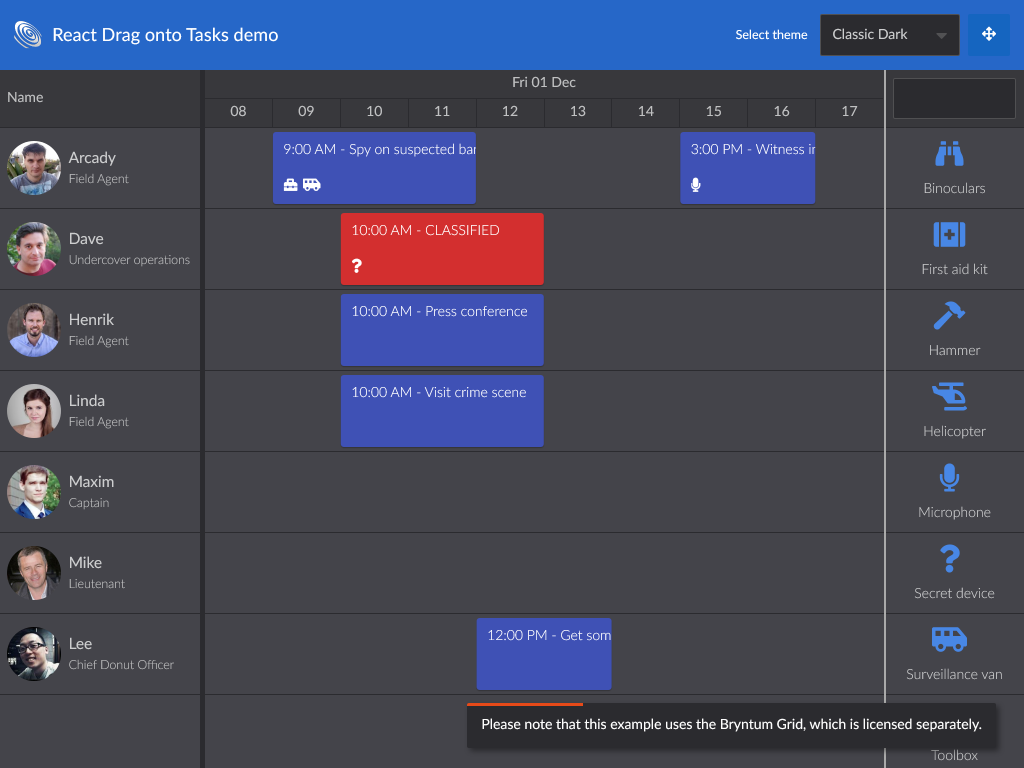 React Drag onto Tasks demo
Select theme
Classic Dark
Name
Fri 01 Dec
08 09 10 11 12 13 14 15 16 17
Arcady
Field Agent
9:00 AM - Spy on suspected
3:00 PM - Witness
Binoculars
Dave
Undercover operations
10:00 AM - CLASSIFIED
First aid kit
Henrik
Field Agent
10:00 AM - Press conference
Hammer
Linda
Field Agent
10:00 AM - Visit crime scene
Helicopter
Maxim
Captain
Microphone
Mike
Lieutenant
Secret device
Lee
Chief Donut Officer
12:00 PM - Get som
Surveillance van
Please note that this example uses the Bryntum Grid, which is licensed separately.
Toolbox